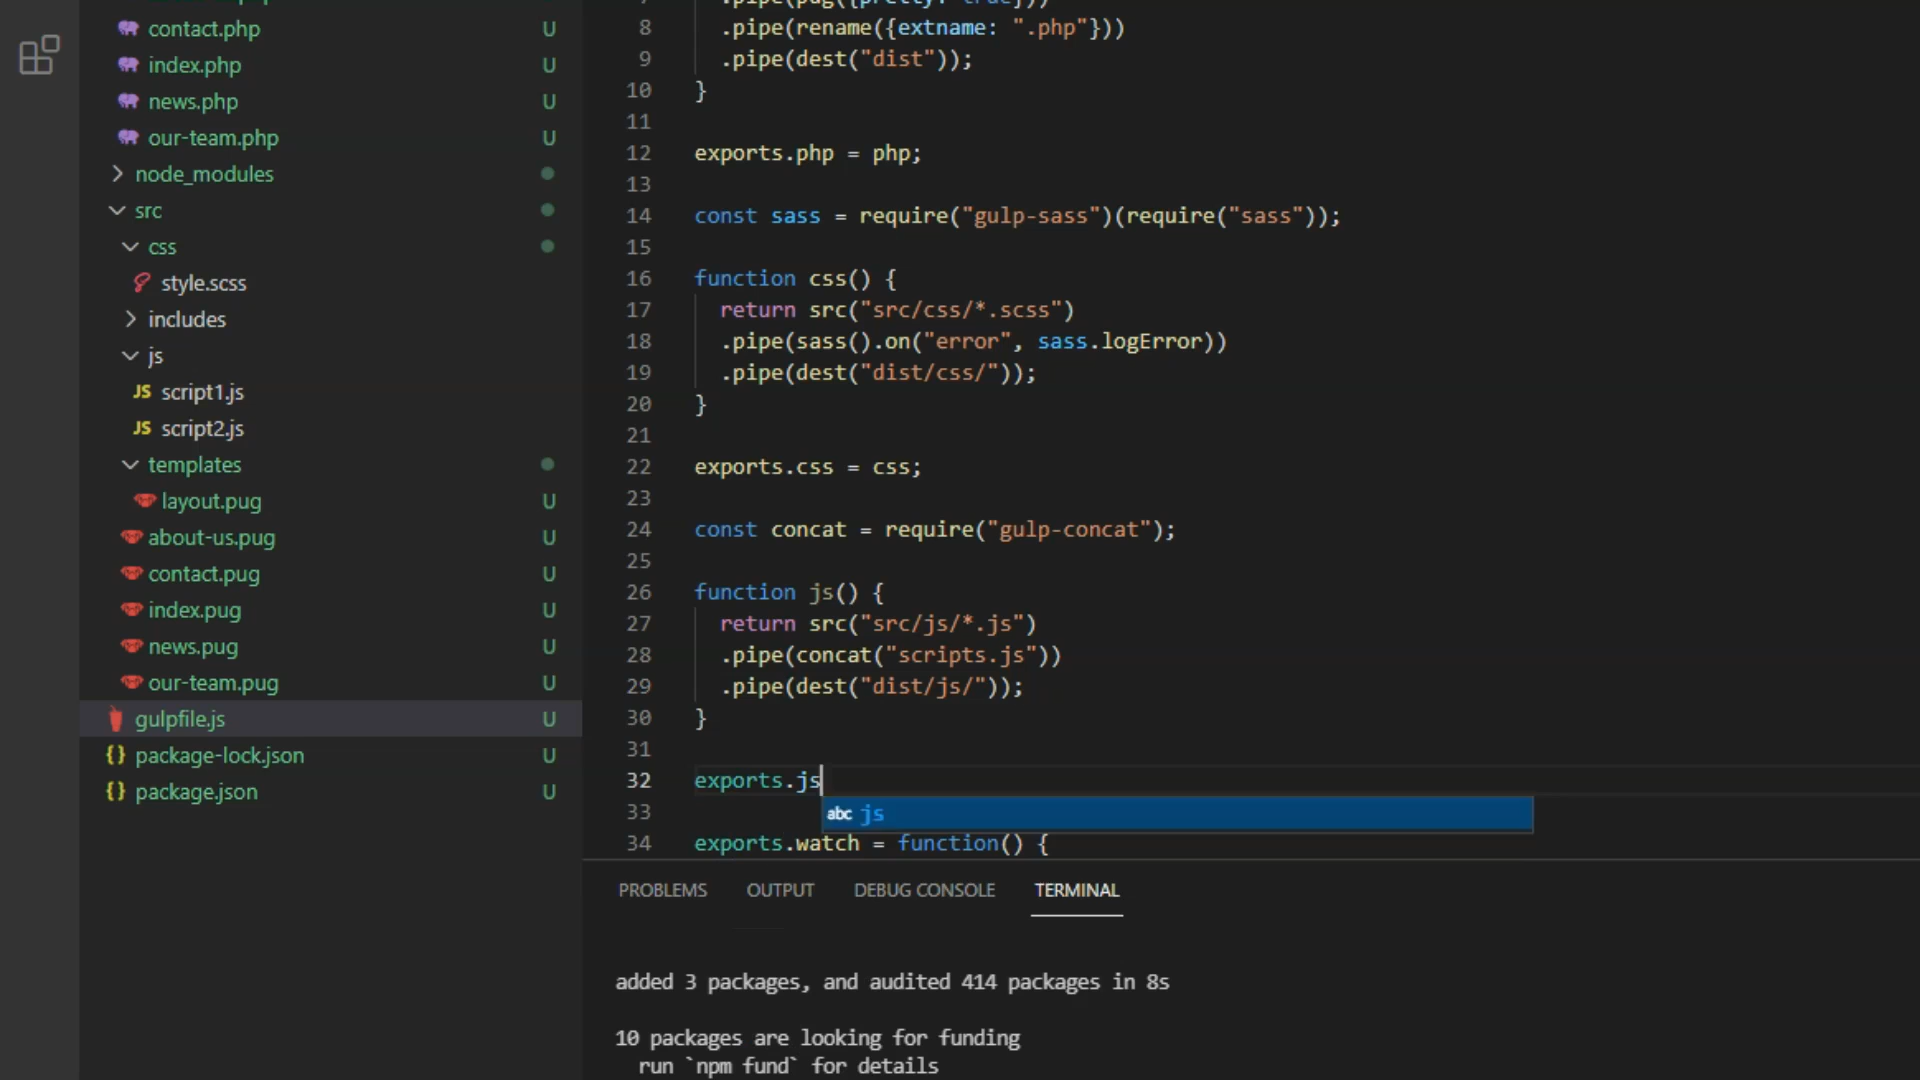 contact.php U
index.php U
news.php U
our-team.php U
node_modules
src
css
style.scss
includes
js
JS script1.js
JS script2.js
templates
layout.pug U
about-us.pug U
contact.pug U
index.pug U
news.pug U
our-team.pug U
gulpfile.js U
{} package-lock.json U
{} package.json U
8 .pipe(rename({extname: ".php"}))
9 .pipe(dest("dist"));
10 }
11
12 exports.php = php;
13
14 const sass = require("gulp-sass")(require("sass"));
15
16 function css() {
17 return src("src/css/*.scss")
18 .pipe(sass().on("error", sass.logError))
19 .pipe(dest("dist/css/"));
20 }
21
22 exports.css = css;
23
24 const concat = require("gulp-concat");
25
26 function js() {
27 return src("src/js/*.js")
28 .pipe(concat("scripts.js"))
29 .pipe(dest("dist/js/"));
30 }
31
32 exports.js
33 abc js
34 exports.watch = function() {
PROBLEMS OUTPUT DEBUG CONSOLE TERMINAL
added 3 packages, and audited 414 packages in 8s
10 packages are looking for funding
run `npm fund` for details